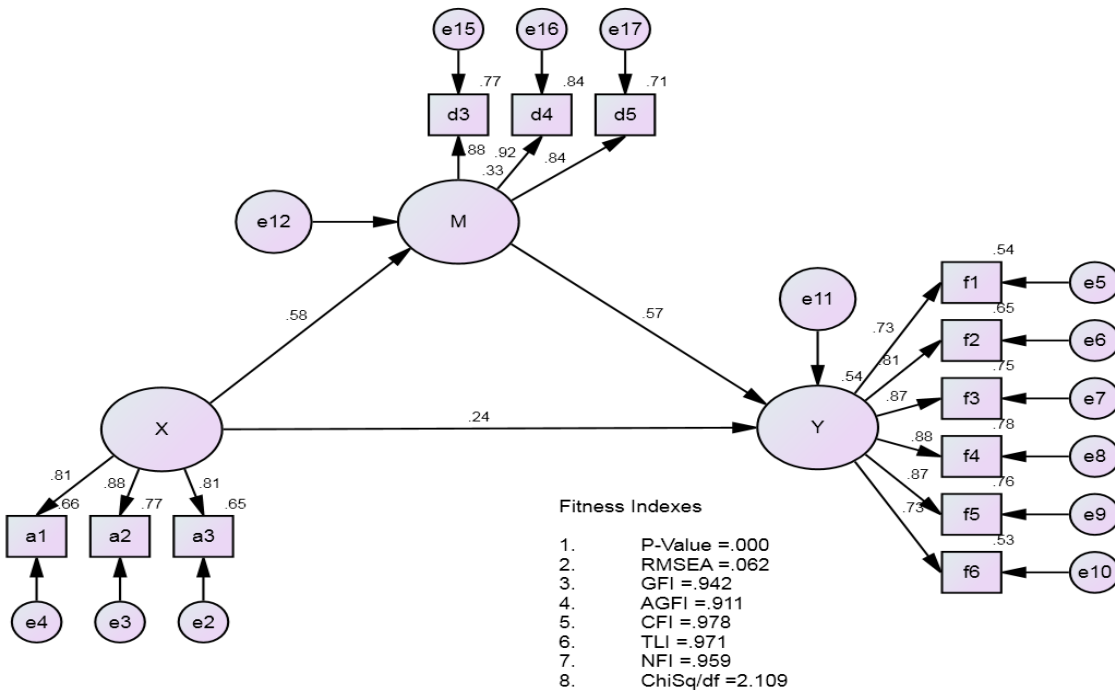 e15
e16
e17
.77
.84
.71
d3
d4
d5
.88
.92
.84
.33
e12
M
.54
f1
e5
e11
.65
.58
.57
.73
f2
e6
.81
.75
.54
.87
f3
e7
X
.24
Y
.78
.88
f4
e8
.81
.88
.81
.87
.76
.66
.77
.65
.73
f5
e9
a1
a2
a3
.53
f6
e10
e4
e3
e2
Fitness Indexes
1. P-Value =.000
2. RMSEA =.062
3. GFI =.942
4. AGFI =.911
5. CFI =.978
6. TLI =.971
7. NFI =.959
8. ChiSq/df =2.109